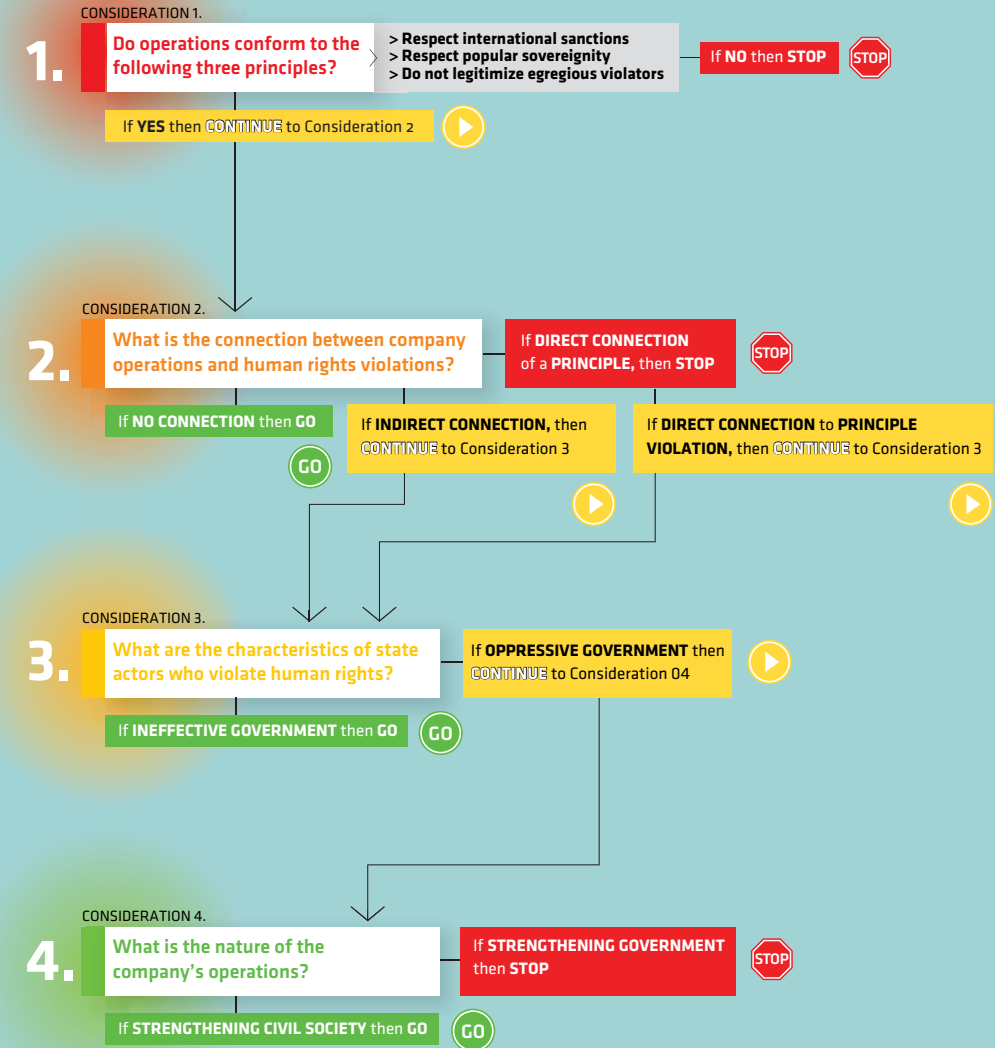 CONSIDERATION 1.
1.
Do operations conform to the
following three principles?
> Respect international sanctions
> Respect popular sovereignity
> Do not legitimize egregious violators
If NO then STOP
STOP
If YES then CONTINUE to Consideration 2
CONSIDERATION 2.
2.
What is the connection between company
operations and human rights violations?
If DIRECT CONNECTION
of a PRINCIPLE, then STOP
STOP
If NO CONNECTION then GO
GO
If INDIRECT CONNECTION, then
CONTINUE to Consideration 3
If DIRECT CONNECTION to PRINCIPLE
VIOLATION, then CONTINUE to Consideration 3
CONSIDERATION 3.
3.
What are the characteristics of state
actors who violate human rights?
If OPPRESSIVE GOVERNMENT then
CONTINUE to Consideration 04
If INEFFECTIVE GOVERNMENT then GO
GO
CONSIDERATION 4.
4.
What is the nature of the
company's operations?
If STRENGTHENING GOVERNMENT
then STOP
STOP
If STRENGTHENING CIVIL SOCIETY then GO
GO